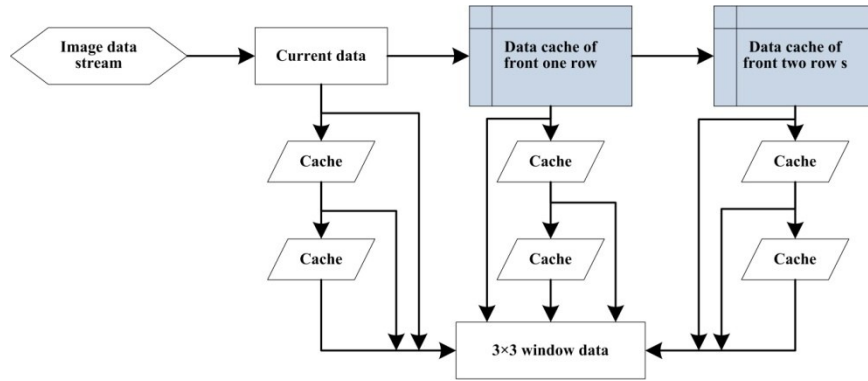 Image data
stream
Current data
Data cache of
front one row
Data cache of
front two row s
Cache
Cache
Cache
Cache
Cache
Cache
3×3 window data